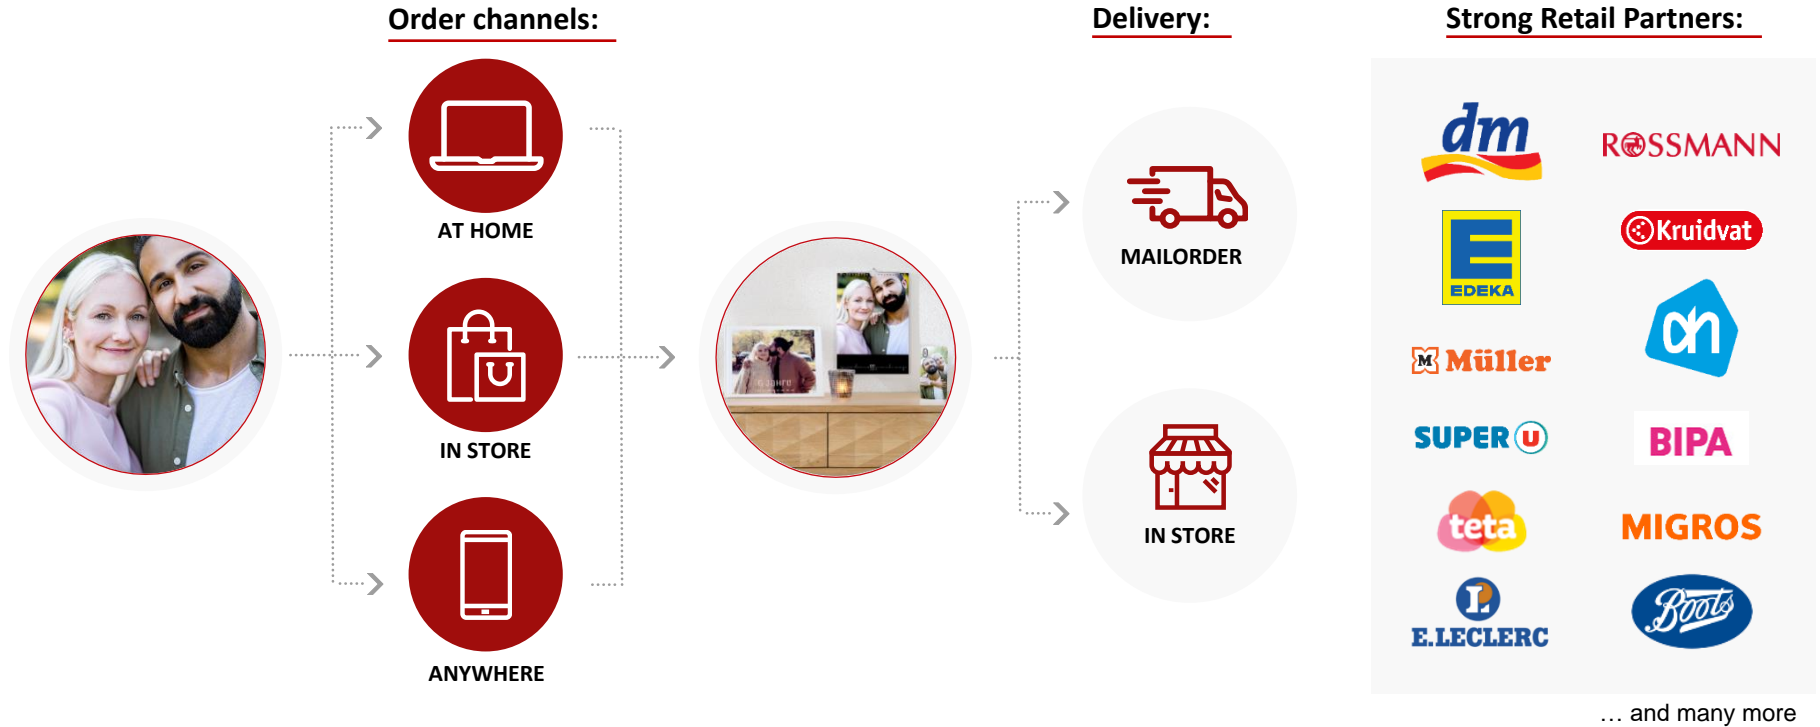 Order channels:
AT HOME
IN STORE
ANYWHERE
Delivery:
MAILORDER
IN STORE
Strong Retail Partners:
dm
ROSSMANN
E
EDEKA
Kruidvat
M Müller
ah
SUPER U
BIPA
teta
MIGROS
L
E.LECLERC
Boots
… and many more